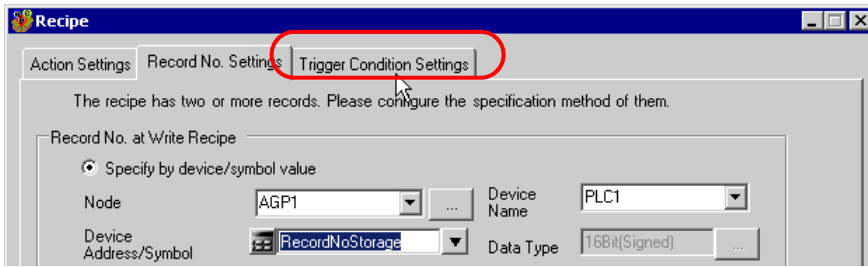 Recipe
Action Settings Record No. Settings Trigger Condition Settings
The recipe has two or more records. Please configure the specification method of them.
Record No. at Write Recipe
Specify by device/symbol value
Node AGP1 ... Device Name PLC1
Device Address/Symbol RecordNoStorage Data Type 16Bit(Signed) ...